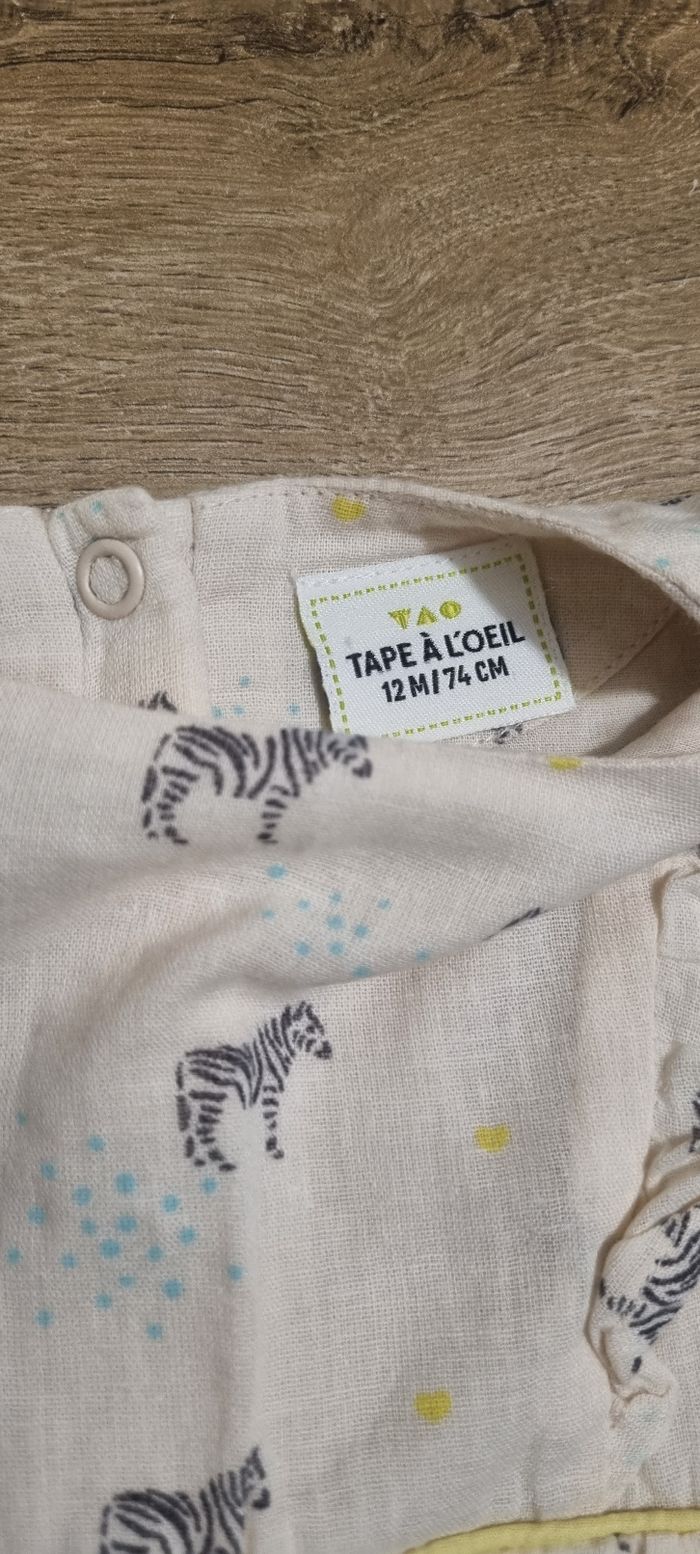 TAO
TAPE À L'OEIL
12 M / 74 CM